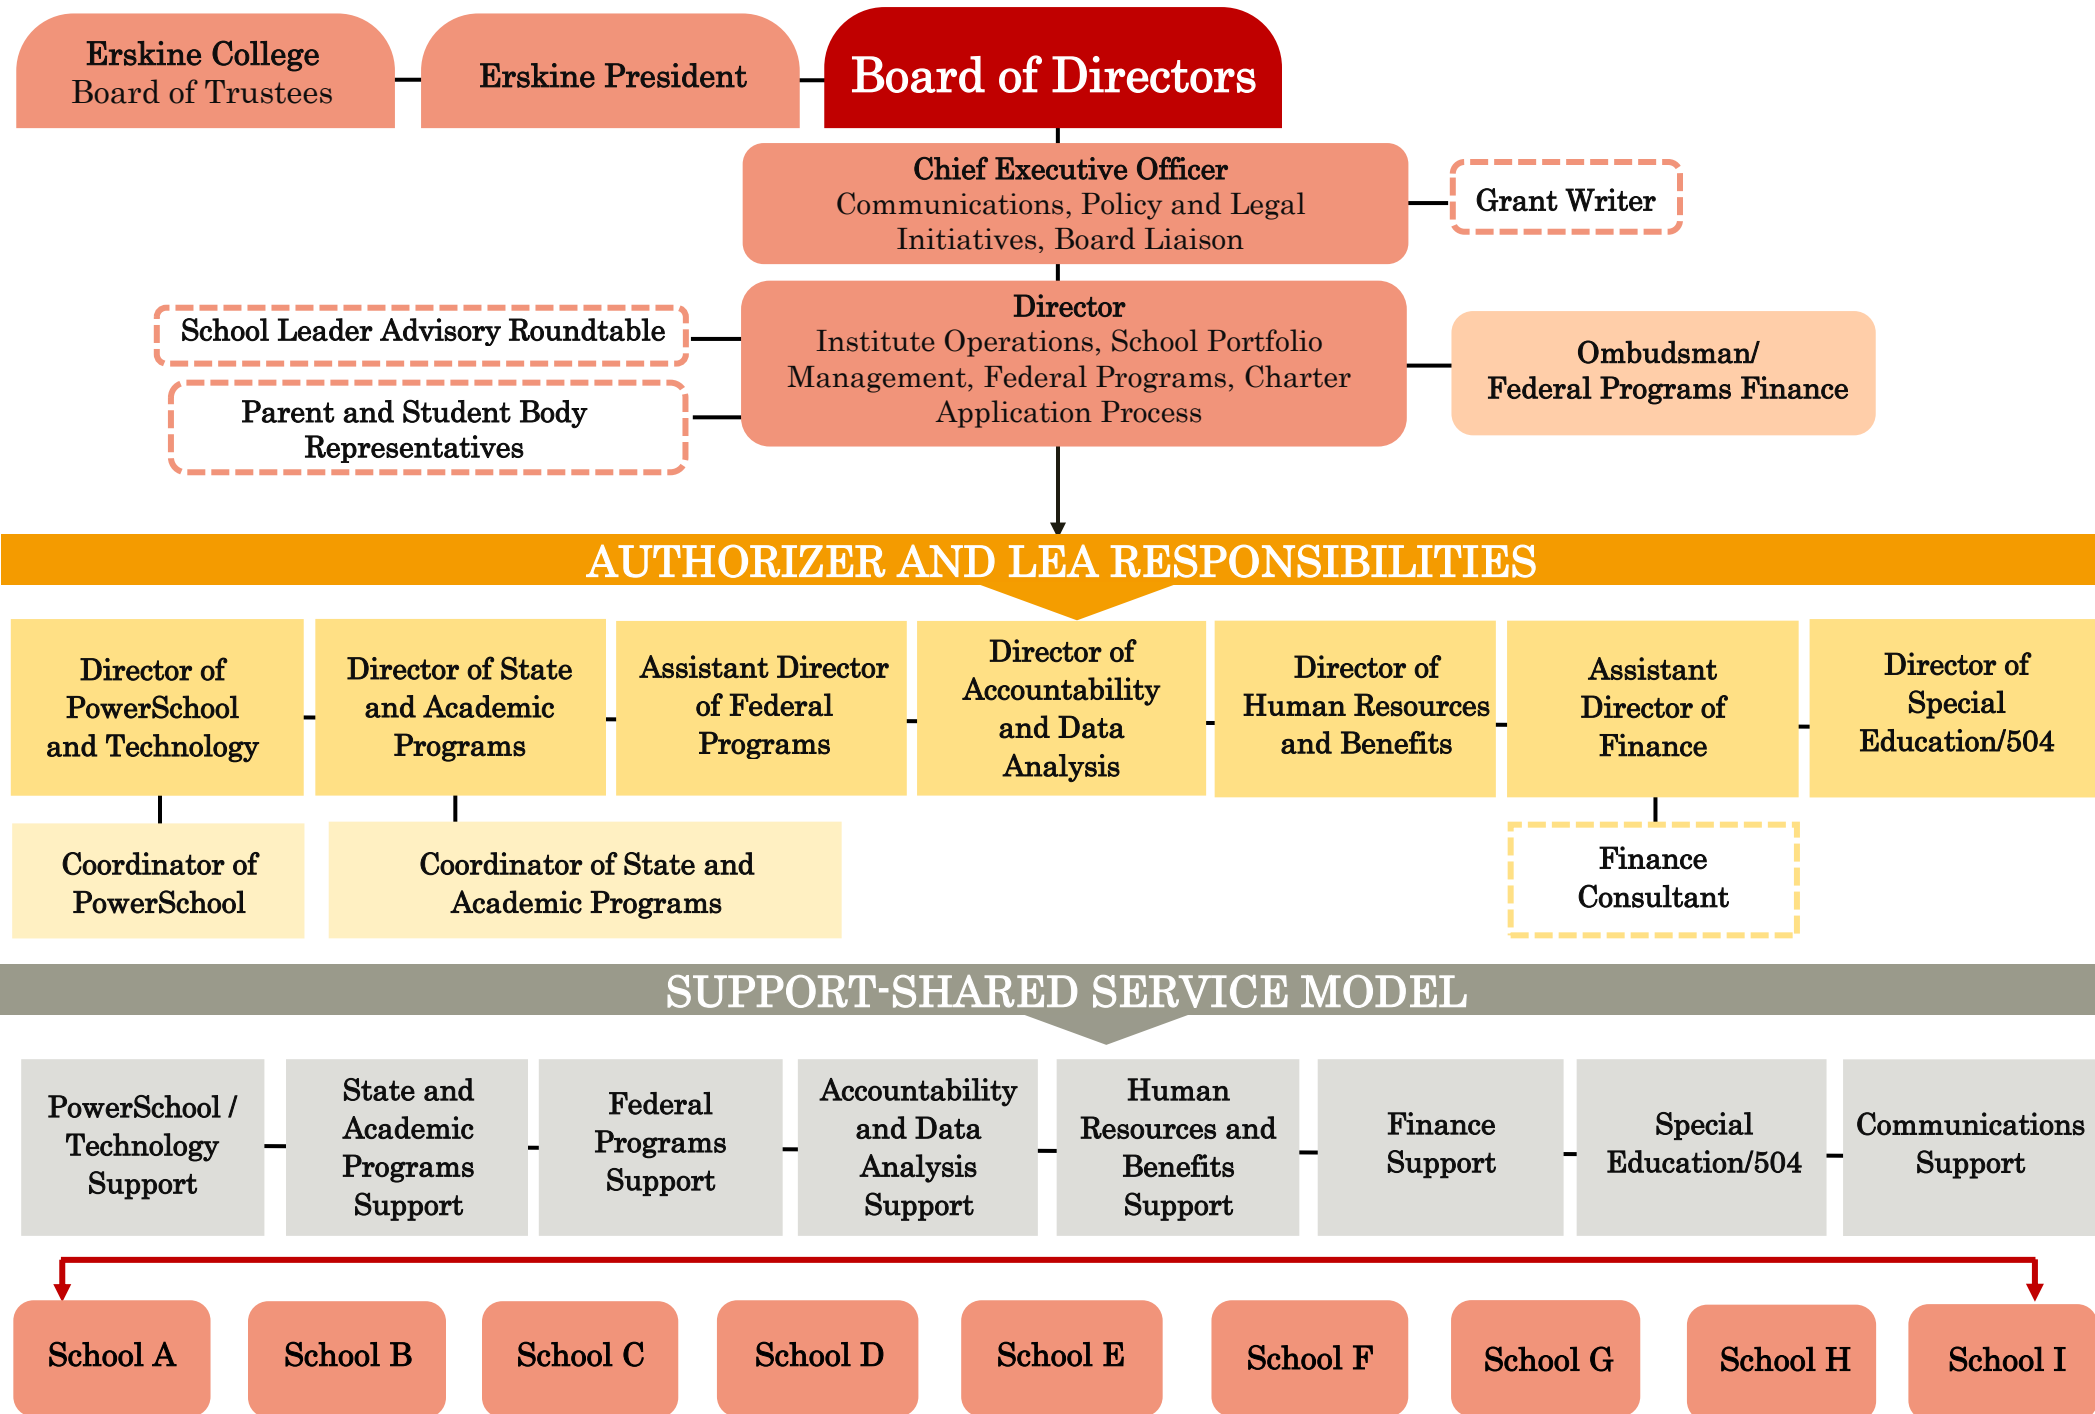 Erskine College
Board of Trustees
Erskine President
Board of Directors
Chief Executive Officer
Communications, Policy and Legal
Initiatives, Board Liaison
Grant Writer
School Leader Advisory Roundtable
Parent and Student Body
Representatives
Director
Institute Operations, School Portfolio
Management, Federal Programs, Charter
Application Process
Ombudsman/
Federal Programs Finance
AUTHORIZER AND LEA RESPONSIBILITIES
Director of
PowerSchool
and Technology
Director of State
and Academic
Programs
Assistant Director
of Federal
Programs
Director of
Accountability
and Data
Analysis
Director of
Human Resources
and Benefits
Assistant
Director of
Finance
Director of
Special
Education/504
Coordinator of
PowerSchool
Coordinator of State and
Academic Programs
Finance
Consultant
SUPPORT-SHARED SERVICE MODEL
PowerSchool /
Technology
Support
State and
Academic
Programs
Support
Federal
Programs
Support
Accountability
and Data
Analysis
Support
Human
Resources and
Benefits
Support
Finance
Support
Special
Education/504
Communications
Support
School A
School B
School C
School D
School E
School F
School G
School H
School I